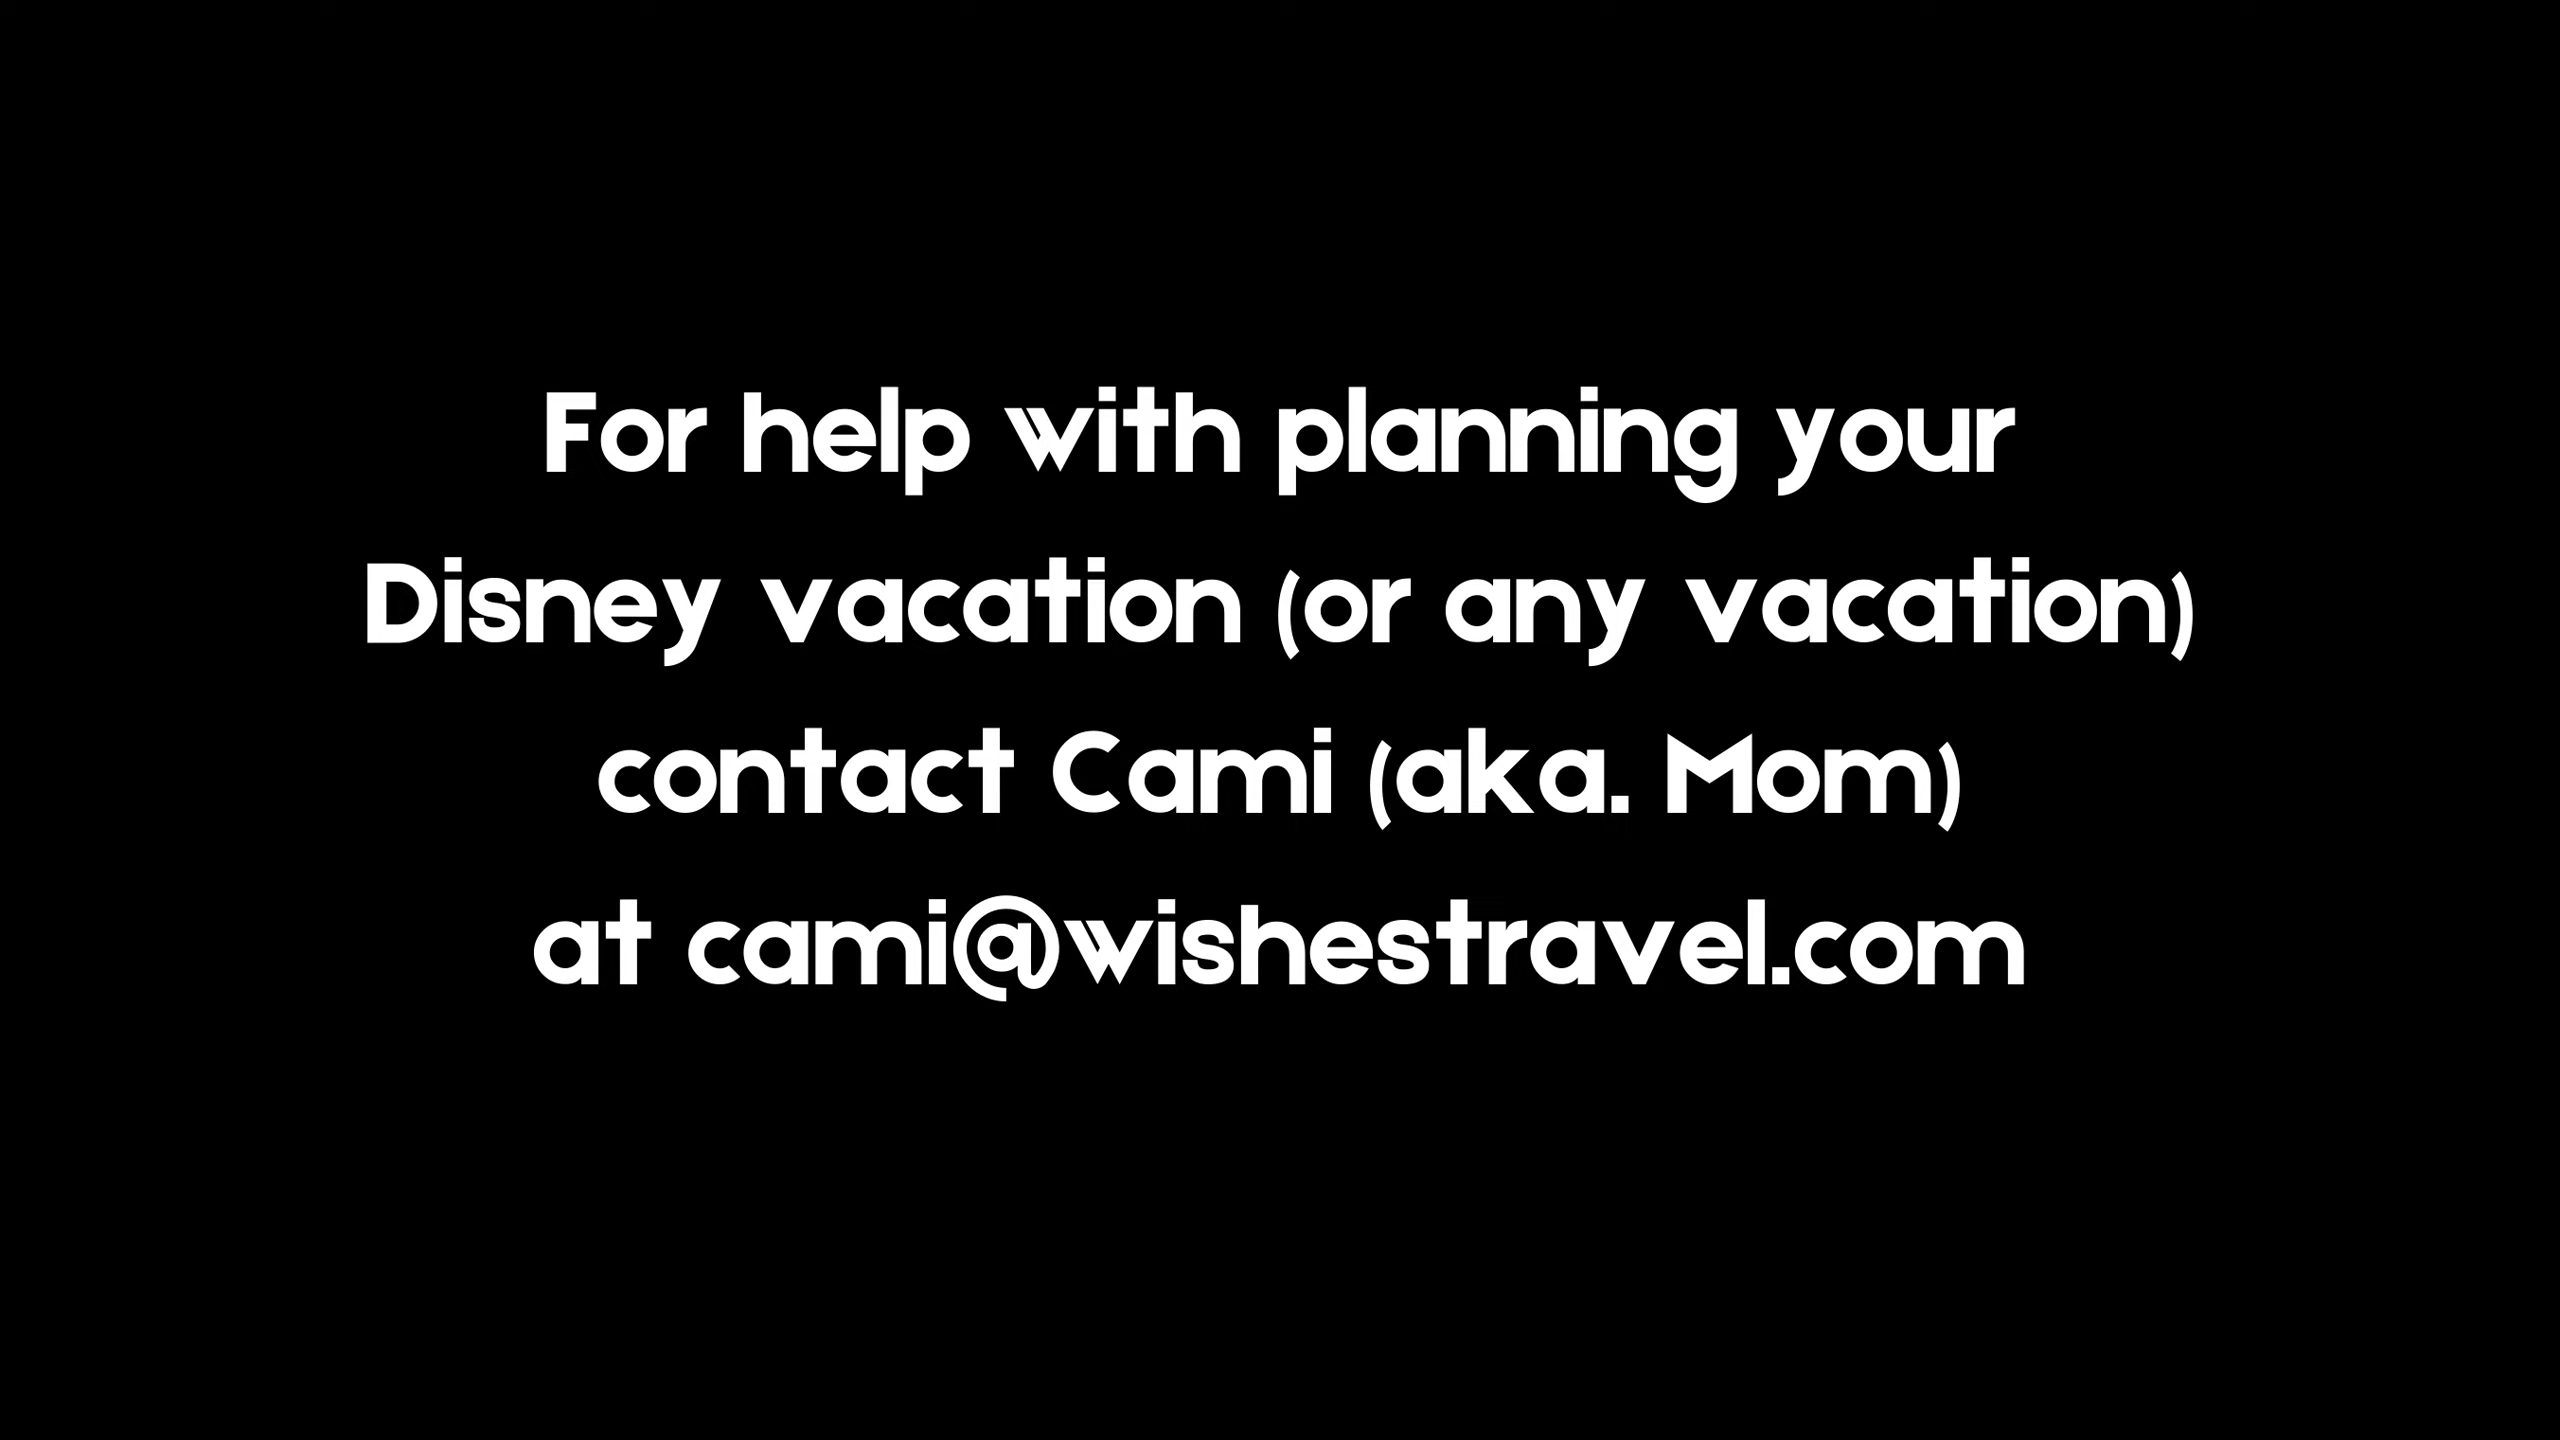 For help with planning your
Disney vacation (or any vacation)
contact Cami (aka. Mom)
at cami@wishestravel.com